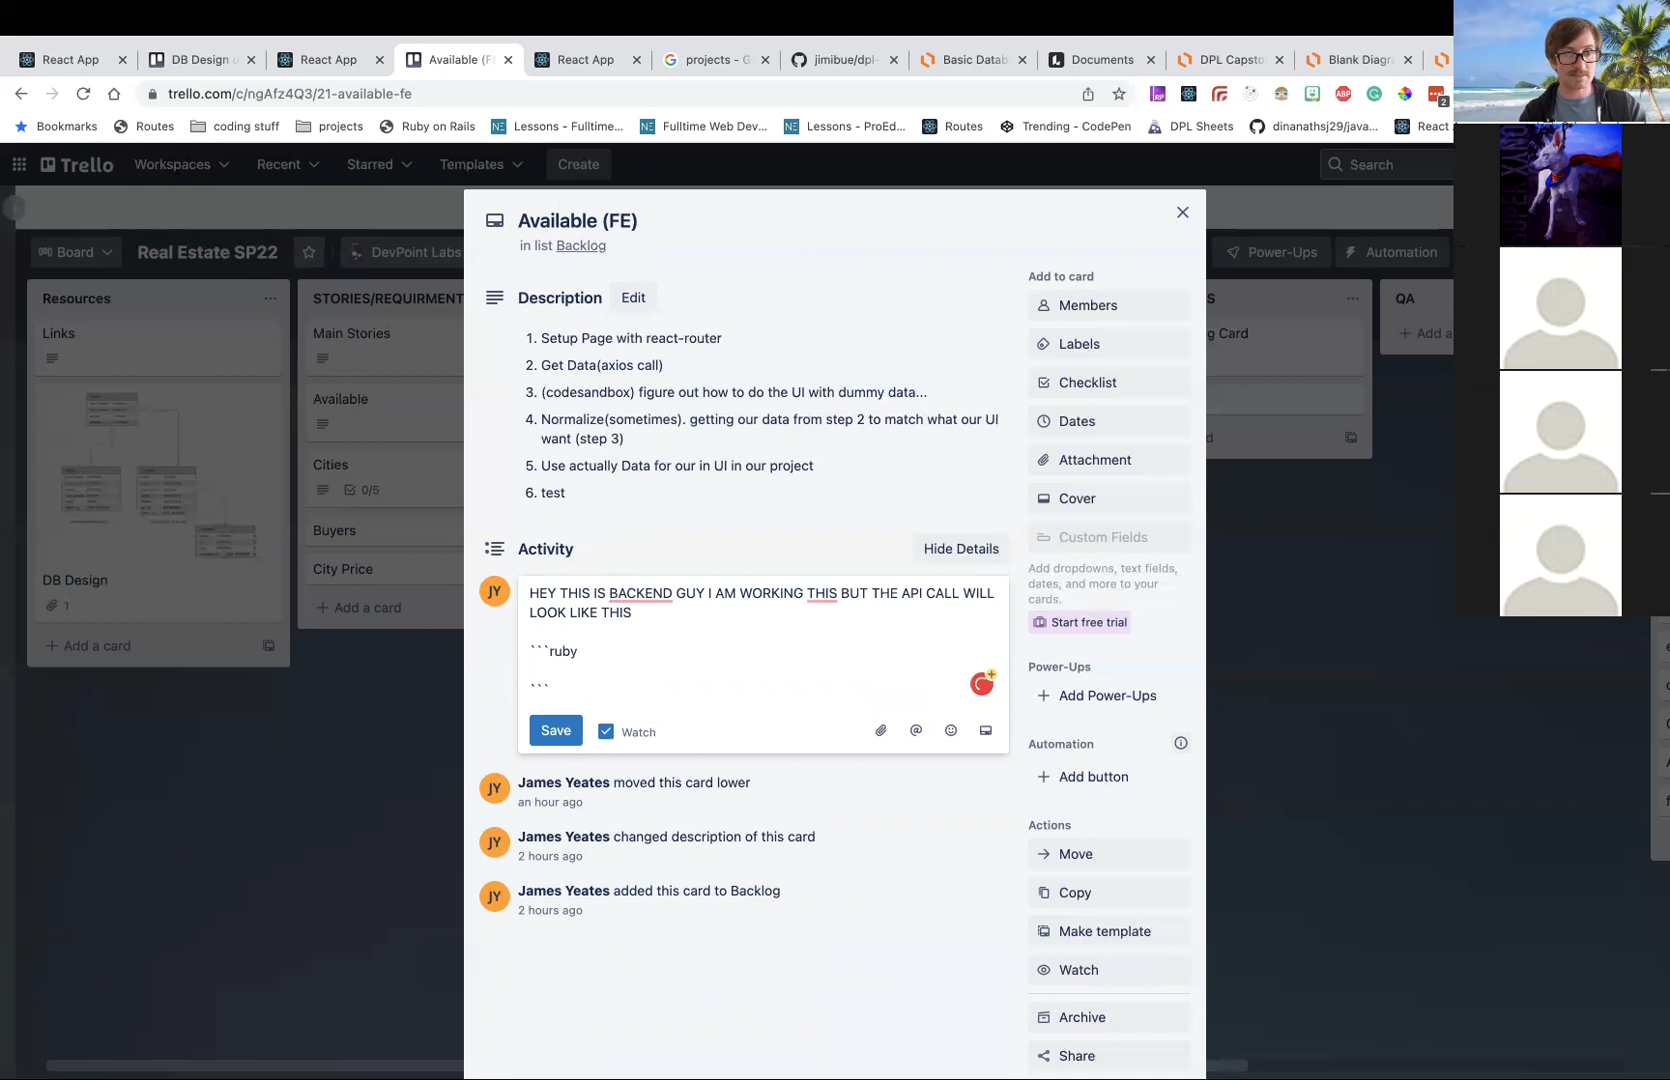 React App
DB Design o
React App
Available (F
React App
projects - G
jimibue/dpl-
Basic Datab
Documents
DPL Capsto
Blank Diagra
trello.com/c/ngAfz4Q3/21-available-fe
2
Bookmarks
Routes
coding stuff
projects
Ruby on Rails
Lessons - Fulltime...
Fulltime Web Dev...
Lessons - ProEd...
Routes
Trending - CodePen
DPL Sheets
dinanathsj29/java...
React
Trello
Workspaces
Recent
Starred
Templates
Create
Search
Board
Real Estate SP22
DevPoint Labs
Power-Ups
Automation
Resources
Links
DB Design
1
+ Add a card
STORIES/REQUIRMENT
Main Stories
Available
Cities
0/5
Buyers
City Price
+ Add a card
Available (FE)
in list Backlog
Description
Edit
1. Setup Page with react-router
2. Get Data(axios call)
3. (codesandbox) figure out how to do the UI with dummy data...
4. Normalize(sometimes). getting our data from step 2 to match what our UI
want (step 3)
5. Use actually Data for our in UI in our project
6. test
Activity
Hide Details
JY
HEY THIS IS BACKEND GUY I AM WORKING THIS BUT THE API CALL WILL
LOOK LIKE THIS
```ruby
```
Save
Watch
JY
James Yeates moved this card lower
an hour ago
JY
James Yeates changed description of this card
2 hours ago
JY
James Yeates added this card to Backlog
2 hours ago
Add to card
Members
Labels
Checklist
Dates
Attachment
Cover
Custom Fields
Add dropdowns, text fields,
dates, and more to your
cards.
Start free trial
Power-Ups
+ Add Power-Ups
Automation
+ Add button
Actions
Move
Copy
Make template
Watch
Archive
Share
S
g Card
d
QA
+ Add a